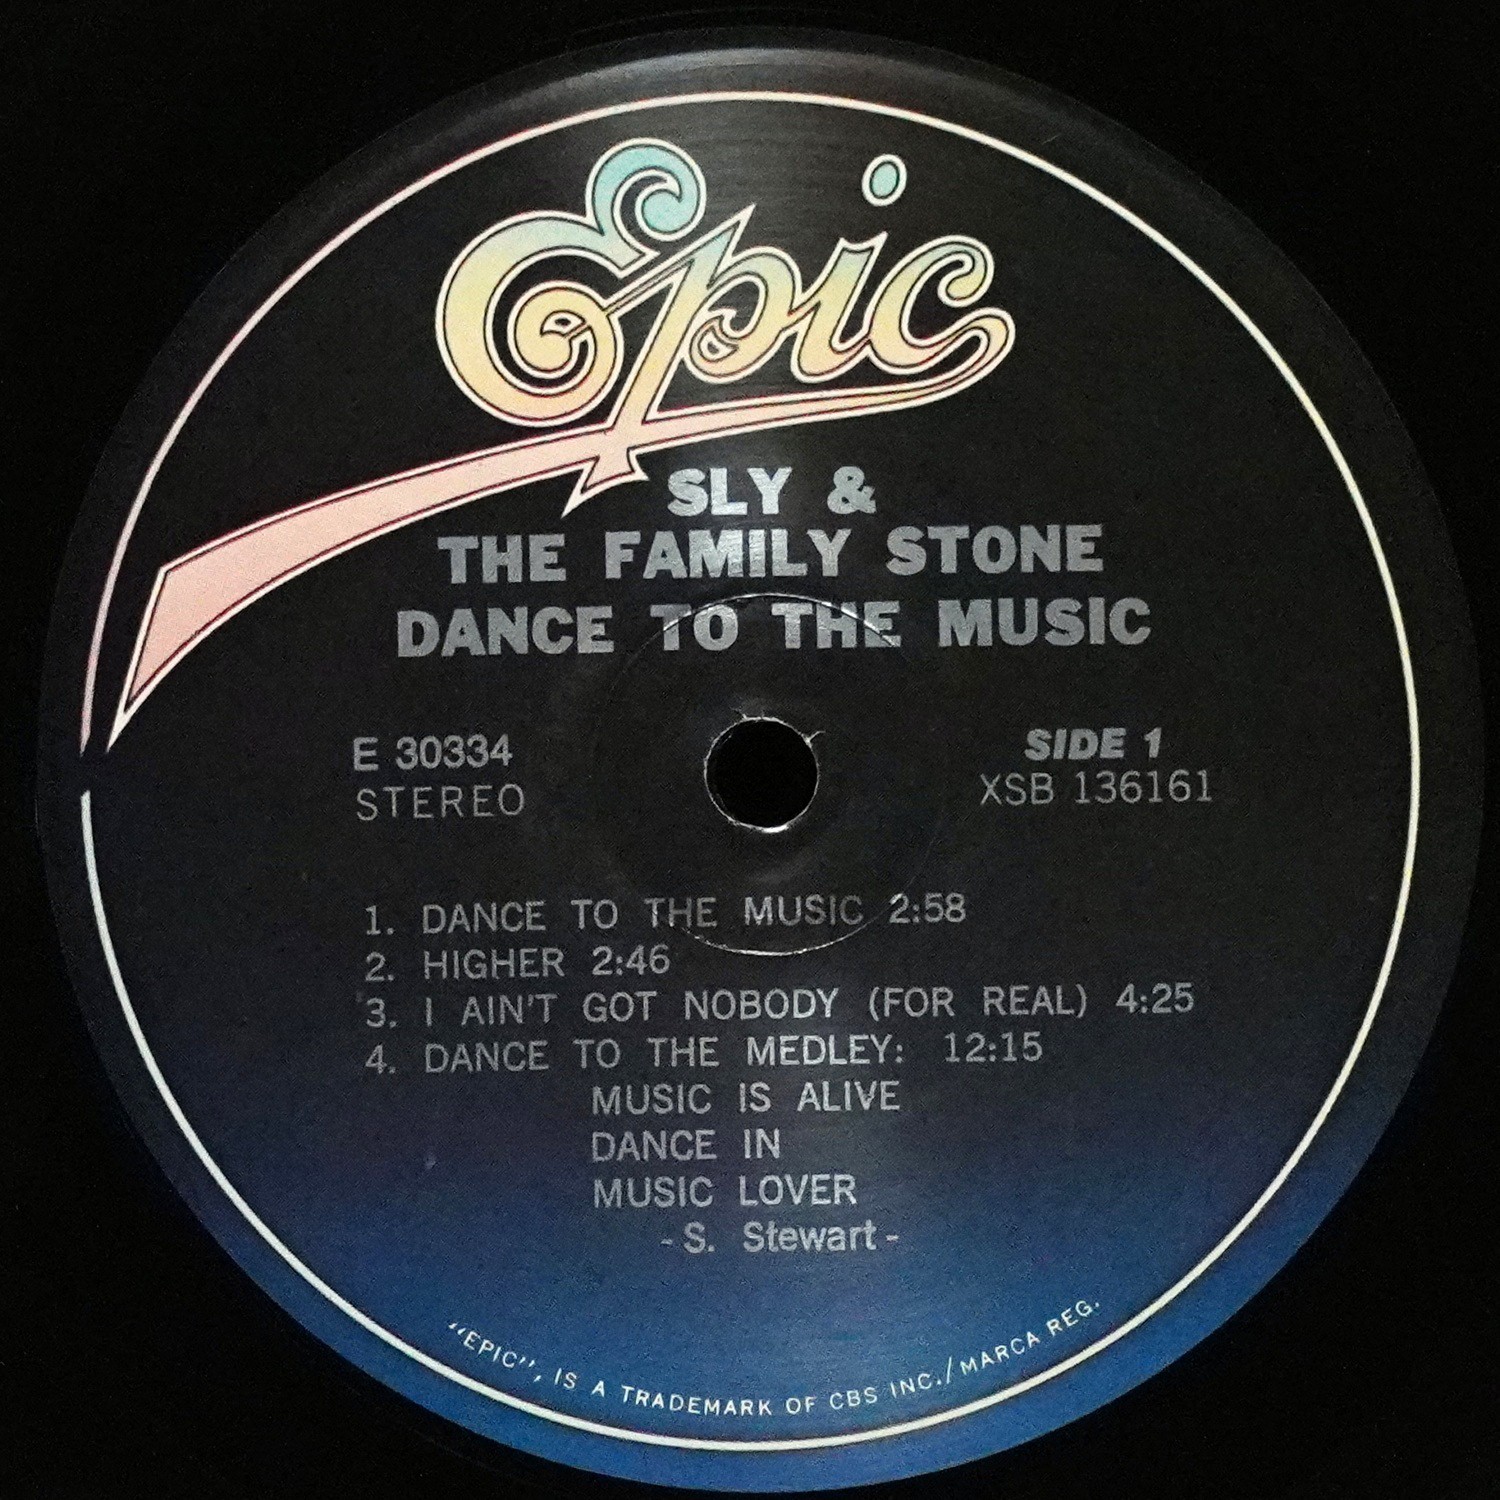 Epic
SLY &
THE FAMILY STONE
DANCE TO THE MUSIC
E 30334
STEREO
SIDE 1
XSB 136161
1. DANCE TO THE MUSIC 2:58
2. HIGHER 2:46
3. I AIN'T GOT NOBODY (FOR REAL) 4:25
4. DANCE TO THE MEDLEY: 12:15
MUSIC IS ALIVE
DANCE IN
MUSIC LOVER
- S. Stewart -
"EPIC", IS A TRADEMARK OF CBS INC./MARCA REG.